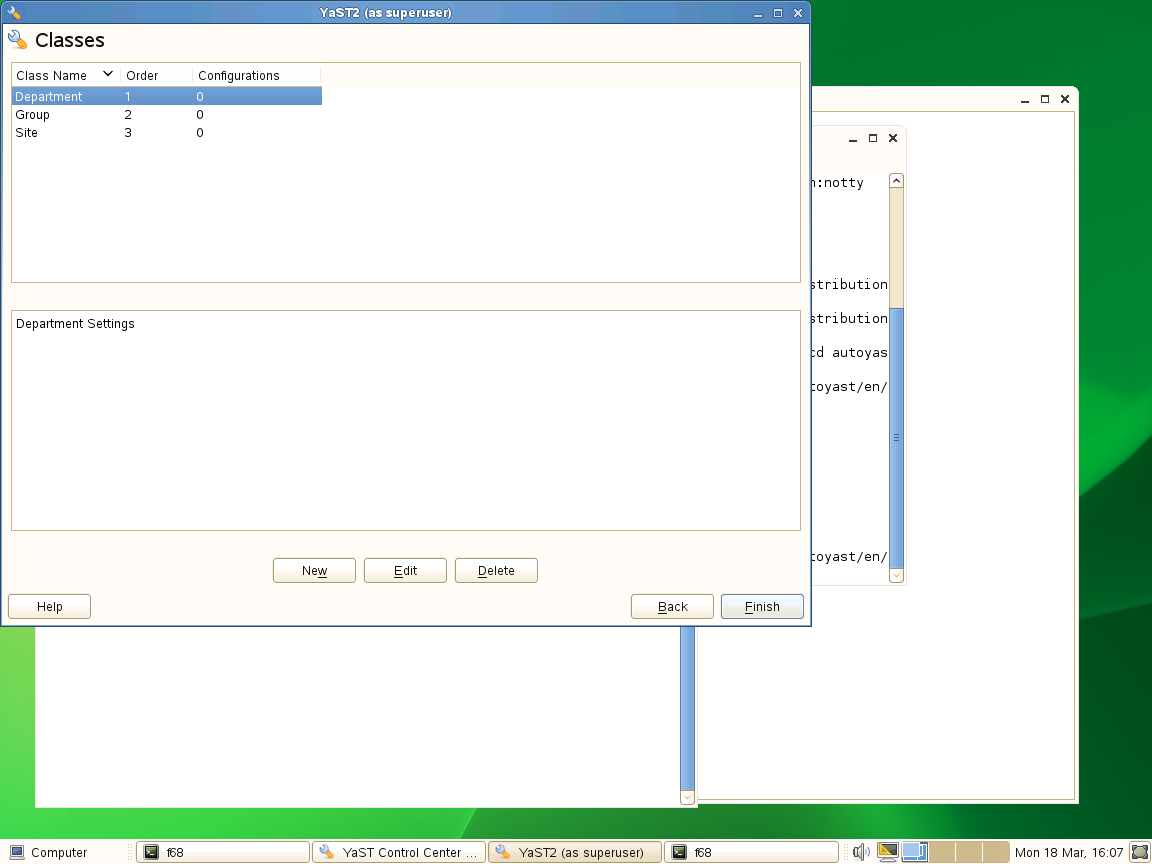 YaST2 (as superuser)
Classes
Class Name Order Configurations
Department 1 0
Group 2 0
Site 3 0
Department Settings
New Edit Delete
Help Back Finish
n:notty
stribution
stribution
cd autoyas
toyast/en/
toyast/en/
Computer f68 YaST Control Center ... YaST2 (as superuser) f68 Mon 18 Mar, 16:07